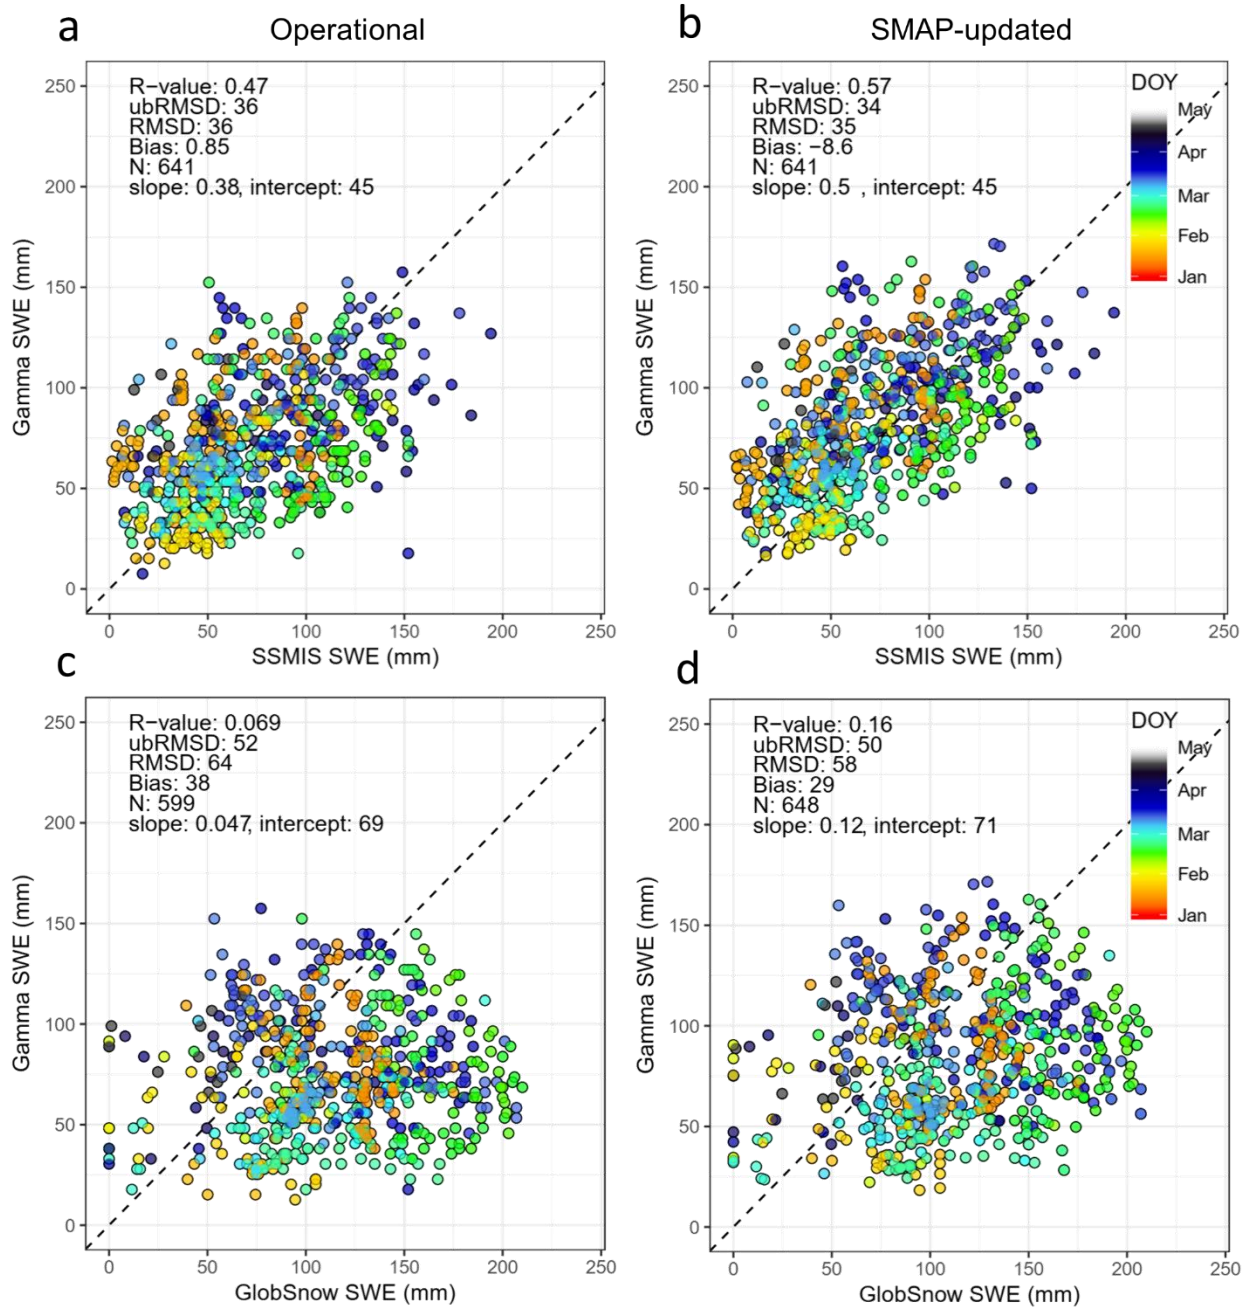 a
Operational
R−value: 0.47
ubRMSD: 36
RMSD: 36
Bias: 0.85
N: 641
slope: 0.38, intercept: 45
250
200
150
100
50
0
Gamma SWE (mm)
0 50 100 150 200 250
SSMIS SWE (mm)
b
SMAP-updated
R−value: 0.57
ubRMSD: 34
RMSD: 35
Bias: −8.6
N: 641
slope: 0.5 , intercept: 45
DOY
May
Apr
Mar
Feb
Jan
250
200
150
100
50
0
Gamma SWE (mm)
0 50 100 150 200 250
SSMIS SWE (mm)
c
R−value: 0.069
ubRMSD: 52
RMSD: 64
Bias: 38
N: 599
slope: 0.047, intercept: 69
250
200
150
100
50
0
Gamma SWE (mm)
0 50 100 150 200 250
GlobSnow SWE (mm)
d
R−value: 0.16
ubRMSD: 50
RMSD: 58
Bias: 29
N: 648
slope: 0.12, intercept: 71
DOY
May
Apr
Mar
Feb
Jan
250
200
150
100
50
0
Gamma SWE (mm)
0 50 100 150 200 250
GlobSnow SWE (mm)